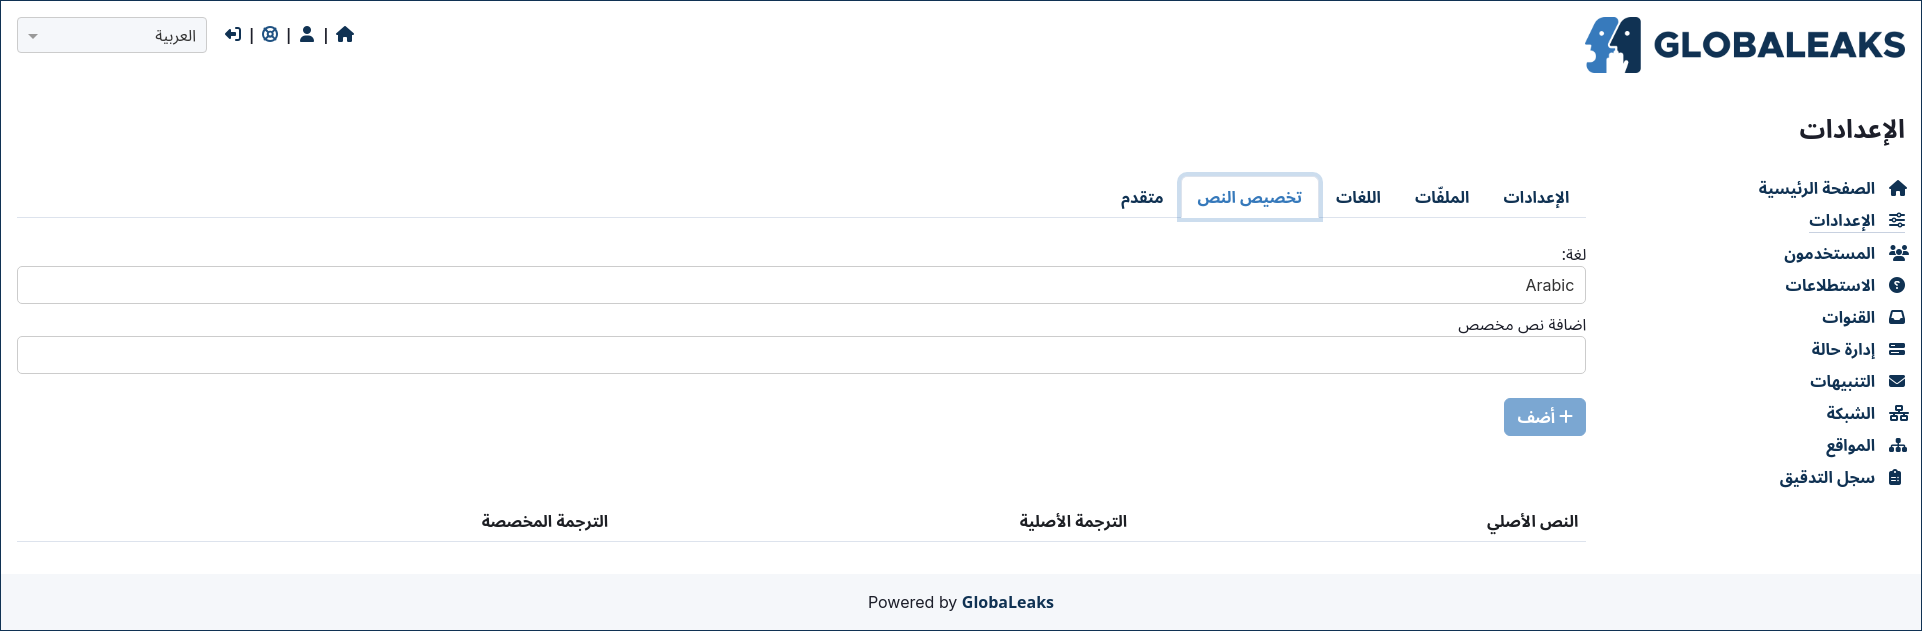 GLOBALEAKS
| | |
العربية
الإعدادات
الصفحة الرئيسية
الإعدادات
المستخدمون
الاستطلاعات
القنوات
إدارة حالة
التنبيهات
الشبكة
المواقع
سجل التدقيق
الإعدادات الملفّات اللغات تخصيص النص متقدم
لغة:
Arabic
اضافة نص مخصص
+ أضف
النص الأصلي الترجمة الأصلية الترجمة المخصصة
Powered by GlobaLeaks